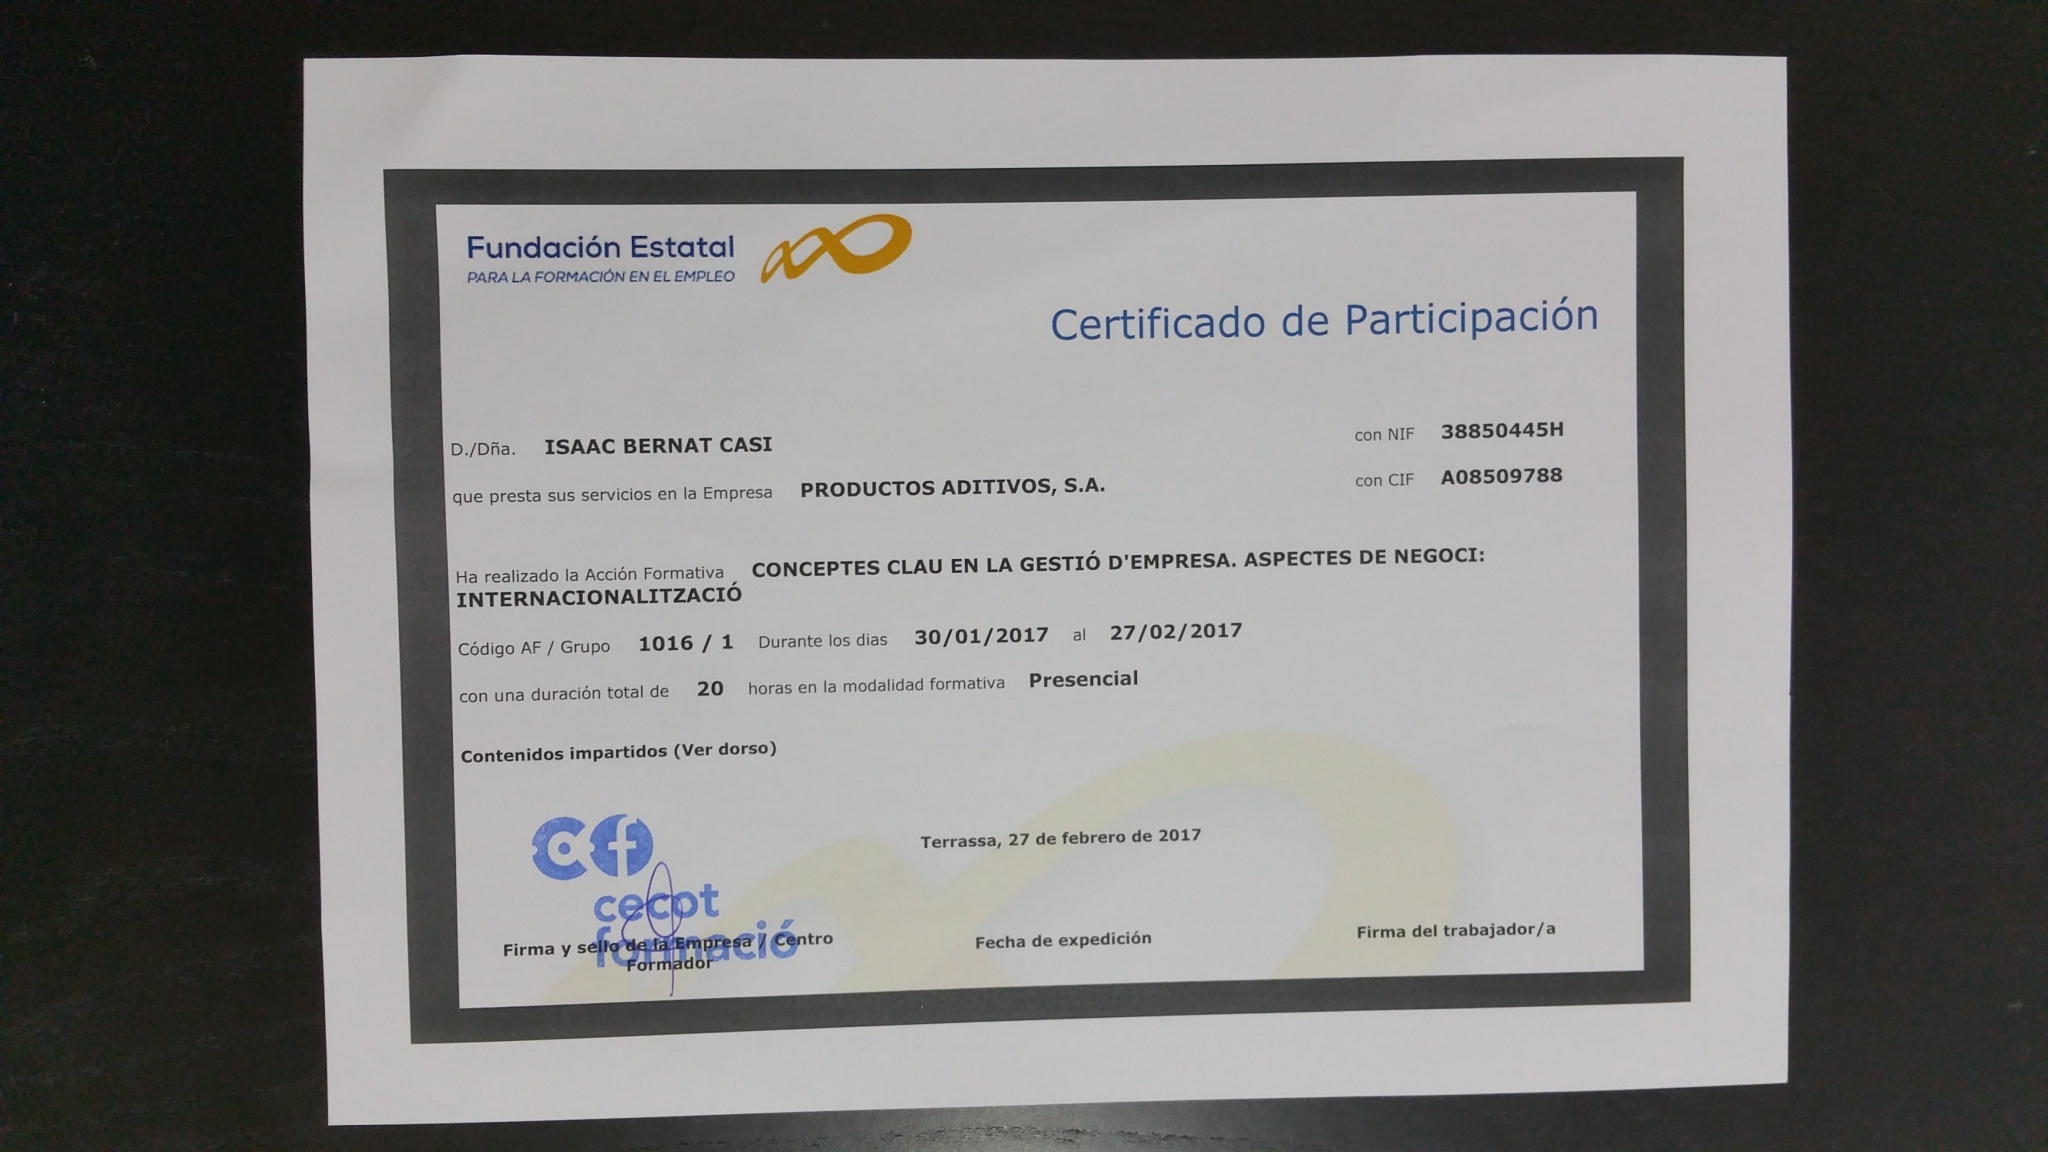 Fundación Estatal
PARA LA FORMACIÓN EN EL EMPLEO
Certificado de Participación
D./Dña. ISAAC BERNAT CASI con NIF 38850445H
que presta sus servicios en la Empresa PRODUCTOS ADITIVOS, S.A. con CIF A08509788
Ha realizado la Acción Formativa CONCEPTES CLAU EN LA GESTIÓ D'EMPRESA. ASPECTES DE NEGOCI:
INTERNACIONALITZACIÓ
Código AF / Grupo 1016 / 1 Durante los dias 30/01/2017 al 27/02/2017
con una duración total de 20 horas en la modalidad formativa Presencial
Contenidos impartidos (Ver dorso)
cf
cecot
formació
Terrassa, 27 de febrero de 2017
Firma y sello de la Empresa / Centro
Formador
Fecha de expedición
Firma del trabajador/a